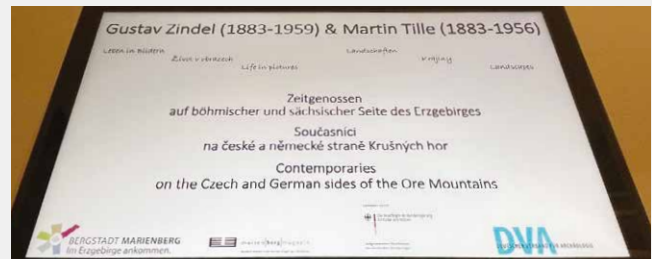 Gustav Zindel (1883-1959) & Martin Tille (1883-1956)
Leben in Bildern Landschaften
Život v obrazech Krajiny
Life in pictures Landscapes
Zeitgenossen
auf böhmischer und sächsischer Seite des Erzgebirges
Současníci
na české a německé straně Krušných hor
Contemporaries
on the Czech and German sides of the Ore Mountains
BERGSTADT MARIENBERG
Im Erzgebirge ankommen.
DVA